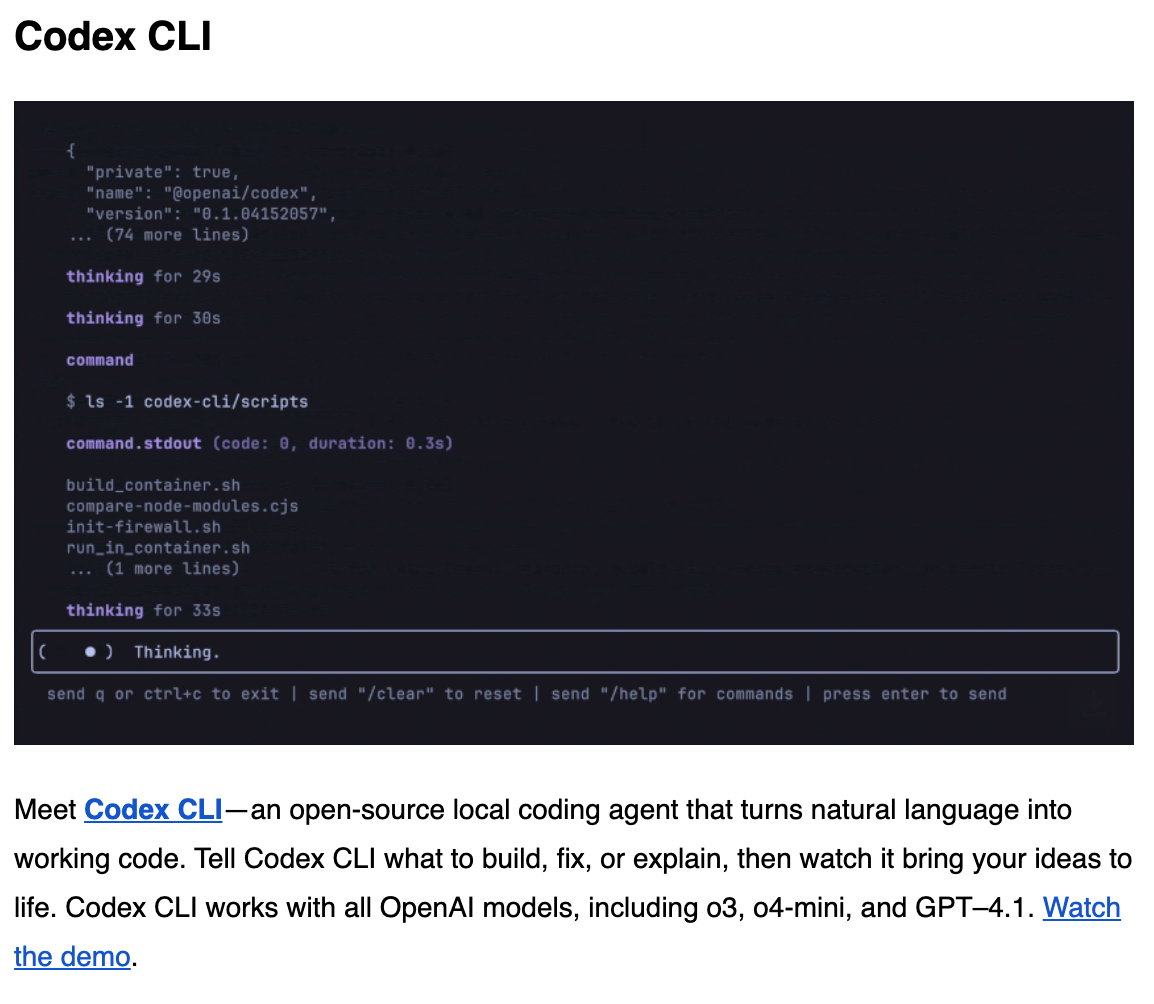 Codex CLI
{
"private": true,
"name": "@openai/codex",
"version": "0.1.04152057",
... (74 more lines)
thinking for 29s
thinking for 30s
command
$ ls -1 codex-cli/scripts
command.stdout (code: 0, duration: 0.3s)
build_container.sh
compare-node-modules.cjs
init-firewall.sh
run_in_container.sh
... (1 more lines)
thinking for 33s
( ● ) Thinking.
send q or ctrl+c to exit | send "/clear" to reset | send "/help" for commands | press enter to send
Meet Codex CLI—an open-source local coding agent that turns natural language into
working code. Tell Codex CLI what to build, fix, or explain, then watch it bring your ideas to
life. Codex CLI works with all OpenAI models, including o3, o4-mini, and GPT–4.1. Watch
the demo.